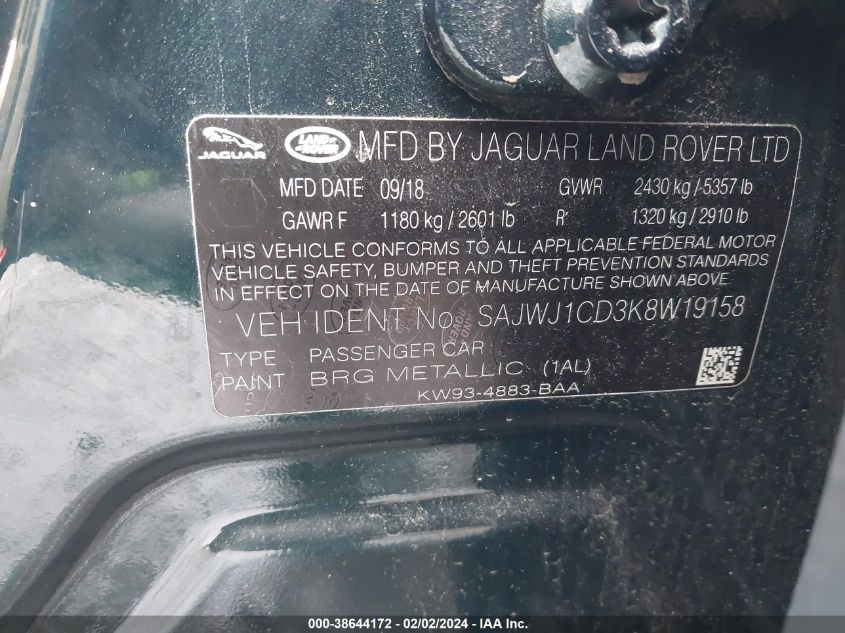 JAGUAR LAND ROVER MFD BY JAGUAR LAND ROVER LTD
MFD DATE 09/18 GVWR 2430 kg / 5357 lb
GAWR F 1180 kg / 2601 lb R 1320 kg / 2910 lb
THIS VEHICLE CONFORMS TO ALL APPLICABLE FEDERAL MOTOR
VEHICLE SAFETY, BUMPER AND THEFT PREVENTION STANDARDS
IN EFFECT ON THE DATE OF MANUFACTURE SHOWN ABOVE.
VEH IDENT No. SAJWJ1CD3K8W19158
TYPE PASSENGER CAR
PAINT BRG METALLIC (1AL)
KW93-4883-BAA
000-38644172 - 02/02/2024 - IAA Inc.